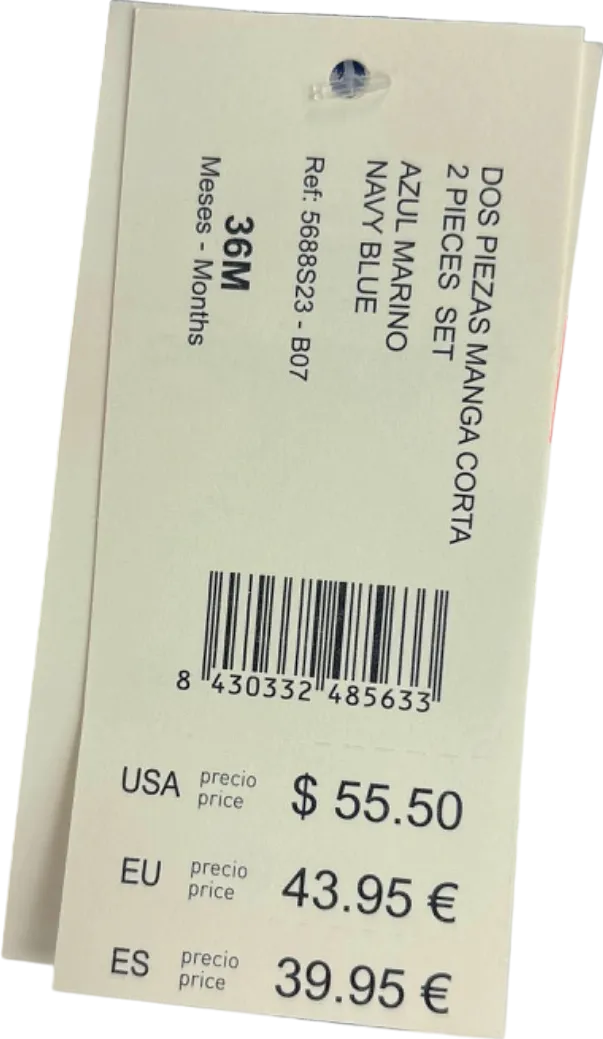 DOS PIEZAS MANGA CORTA
2 PIECES SET
AZUL MARINO
NAVY BLUE
Ref: 5688S23 - B07
36M
Meses - Months
8 430332 485633
USA precio price $ 55.50
EU precio price 43.95 €
ES precio price 39.95 €